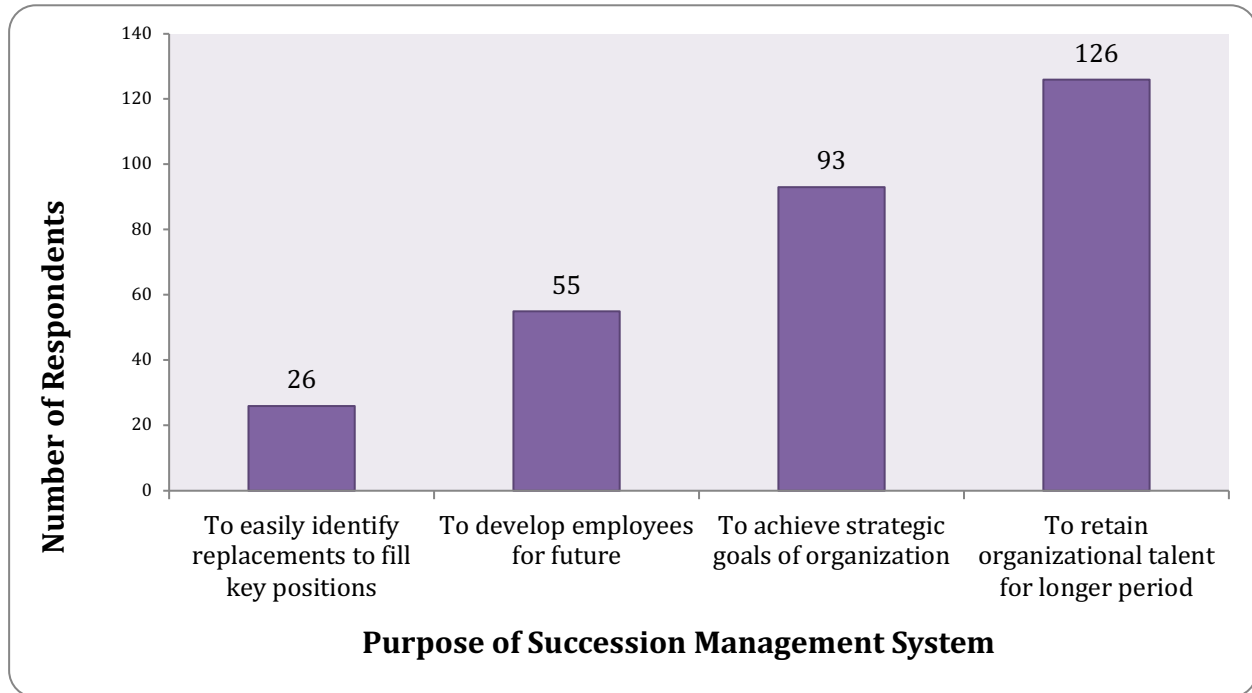 140
120
100
80
60
40
20
0
Number of Respondents
26
55
93
126
To easily identify
replacements to fill
key positions
To develop employees
for future
To achieve strategic
goals of organization
To retain
organizational talent
for longer period
Purpose of Succession Management System